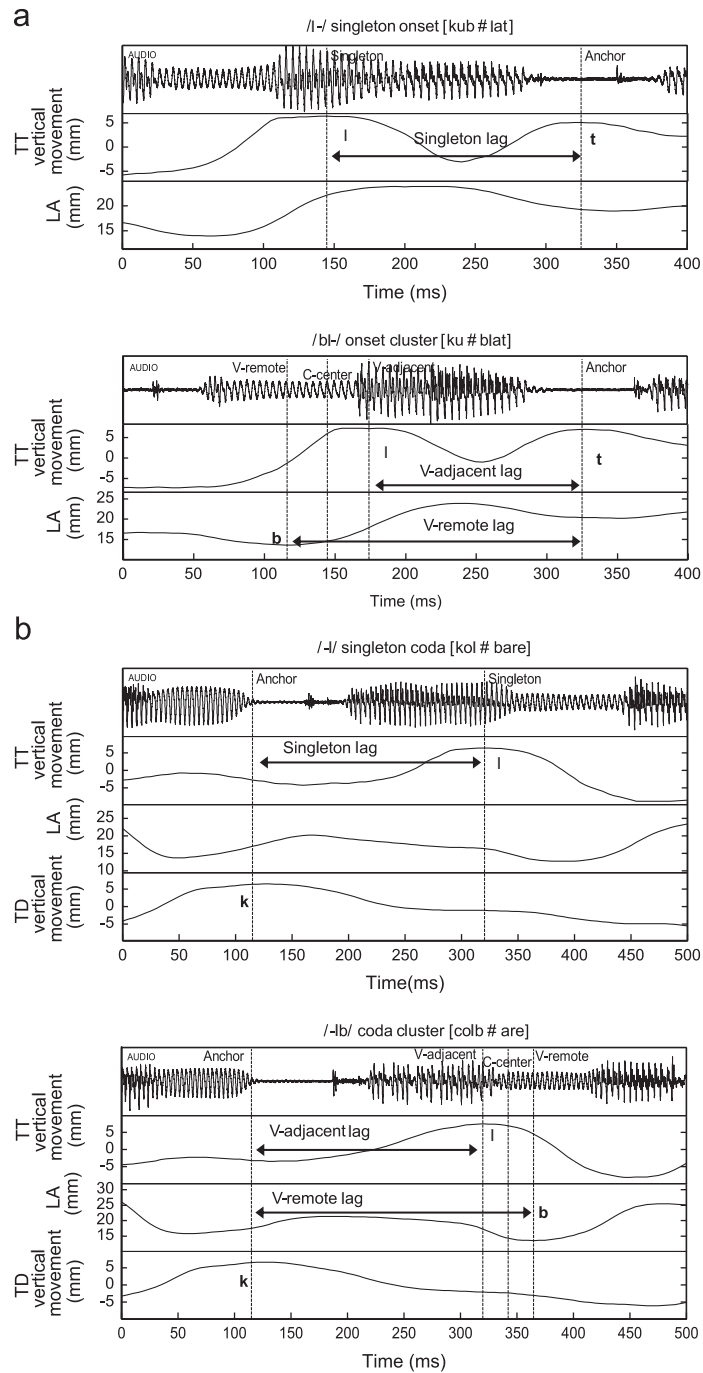 a
/l-/ singleton onset [kub # lat]
AUDIO
Singleton
Anchor
TT
vertical
movement
(mm)
5
0
-5
l
Singleton lag
t
LA
(mm)
20
15
0 50 100 150 200 250 300 350 400
Time (ms)
/bl-/ onset cluster [ku # blat]
AUDIO
V-remote
C-center
V-adjacent
Anchor
TT
vertical
movement
(mm)
5
0
-5
l
V-adjacent lag
t
LA
(mm)
25
20
15
b
V-remote lag
0 50 100 150 200 250 300 350 400
Time (ms)
b
/-l/ singleton coda [kol # bare]
AUDIO
Anchor
Singleton
TT
vertical
movement
(mm)
5
0
-5
Singleton lag
l
LA
(mm)
25
20
15
10
TD
vertical
movement
(mm)
5
0
-5
k
0 50 100 150 200 250 300 350 400 450 500
Time(ms)
/-lb/ coda cluster [colb # are]
AUDIO
Anchor
V-adjacent
C-center
V-remote
TT
vertical
movement
(mm)
5
0
-5
V-adjacent lag
l
LA
(mm)
30
25
20
15
V-remote lag
b
TD
vertical
movement
(mm)
5
0
-5
k
0 50 100 150 200 250 300 350 400 450 500
Time (ms)